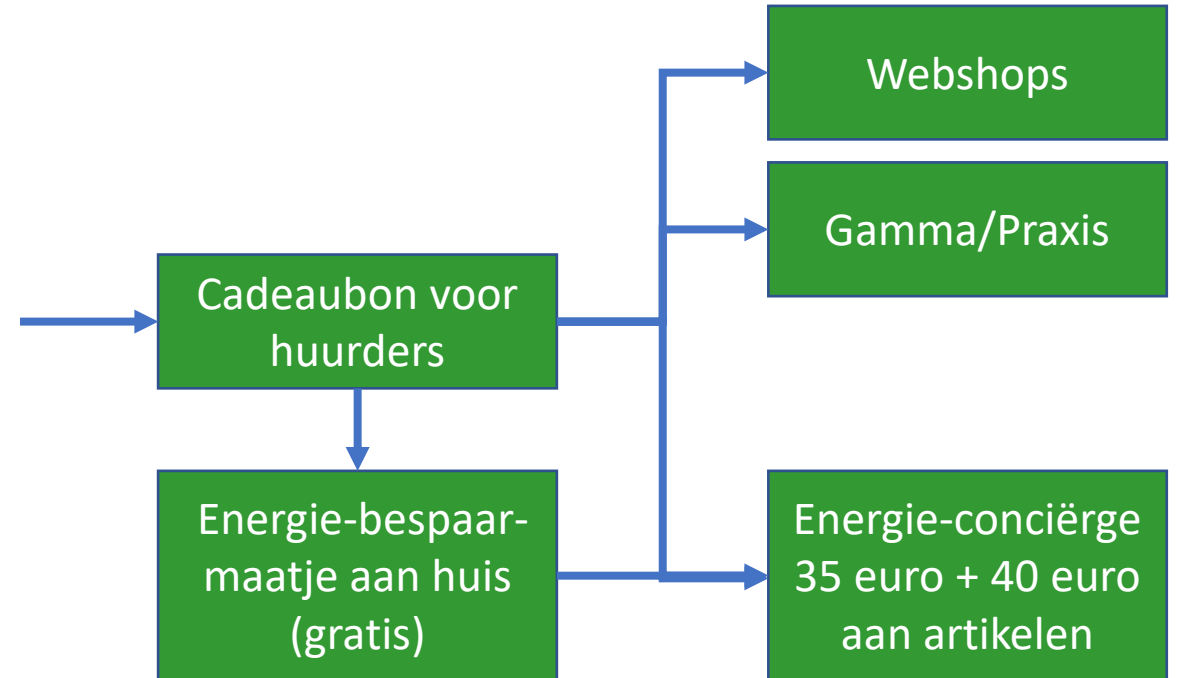 Webshops
Gamma/Praxis
Cadeaubon voor
huurders
Energie-bespaar-
maatje aan huis
(gratis)
Energie-conciërge
35 euro + 40 euro
aan artikelen